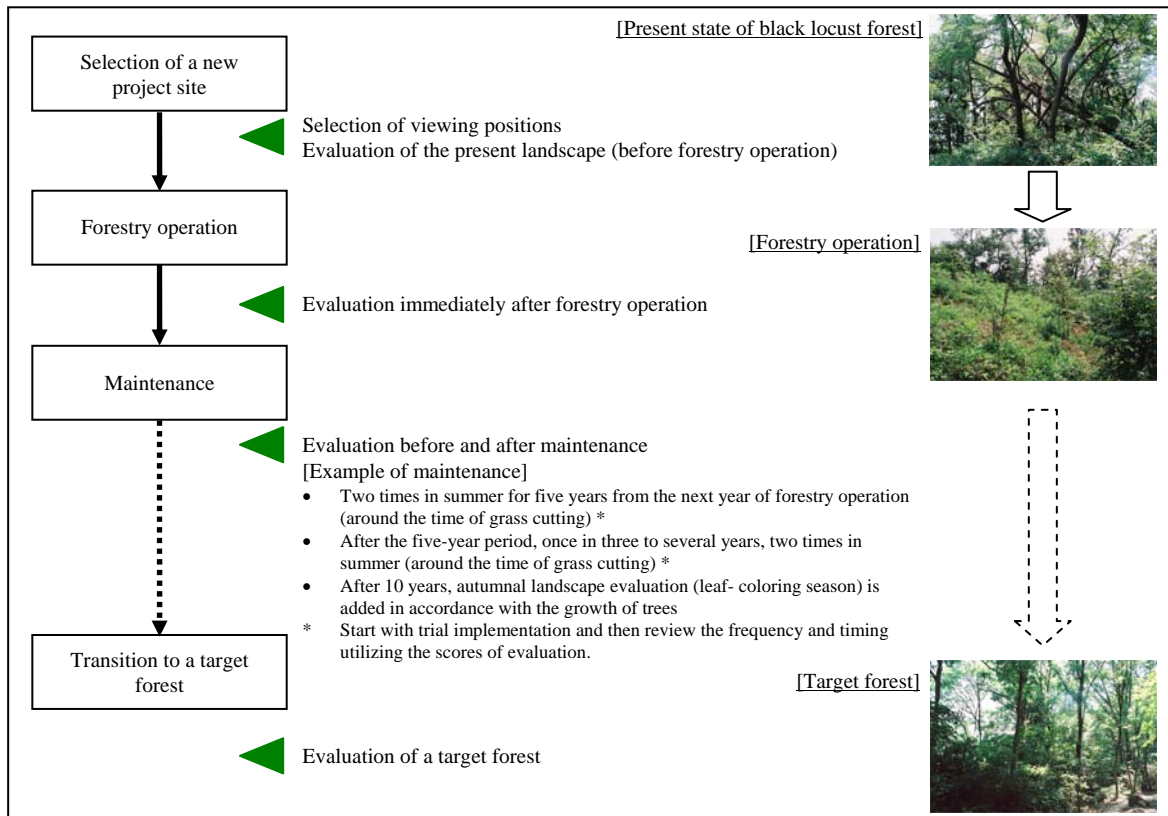 [Present state of black locust forest]
Selection of a new
project site
Selection of viewing positions
Evaluation of the present landscape (before forestry operation)
Forestry operation
[Forestry operation]
Evaluation immediately after forestry operation
Maintenance
Evaluation before and after maintenance
[Example of maintenance]
• Two times in summer for five years from the next year of forestry operation
(around the time of grass cutting) *
• After the five-year period, once in three to several years, two times in
summer (around the time of grass cutting) *
• After 10 years, autumnal landscape evaluation (leaf- coloring season) is
added in accordance with the growth of trees
* Start with trial implementation and then review the frequency and timing
utilizing the scores of evaluation.
Transition to a target
forest
[Target forest]
Evaluation of a target forest